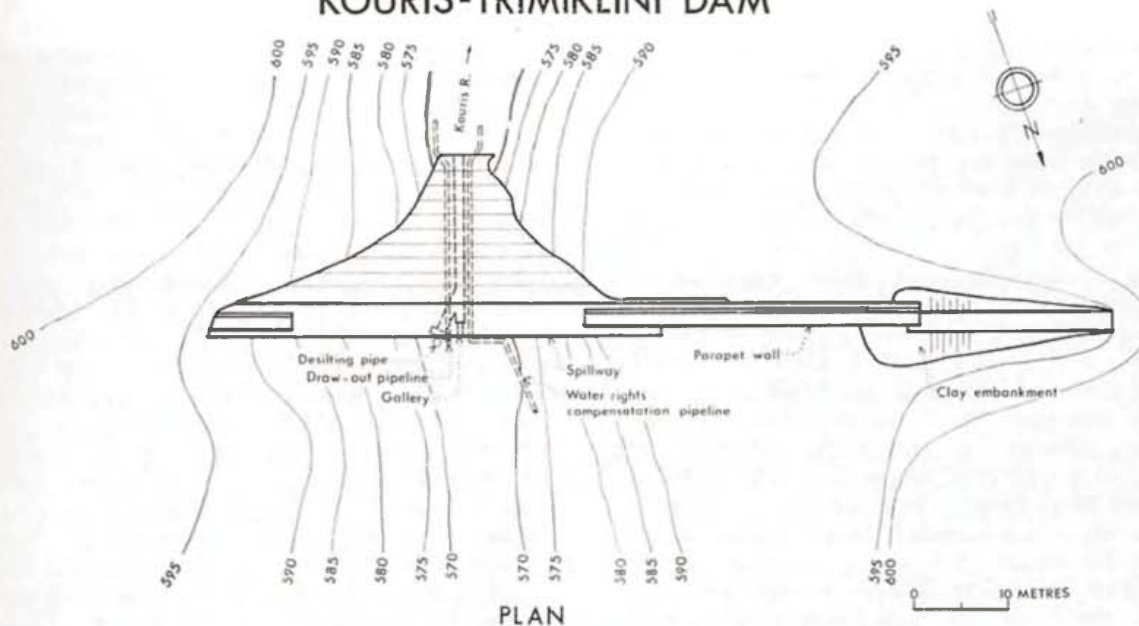 KOURIS-TRIMIKLINI DAM
600
595
590
585
580
575
Kouris R.
575
580
585
590
595
N
600
600
Desilting pipe
Draw-out pipeline
Gallery
Spillway
Water rights
compensatation pipeline
Parapet wall
Clay embankment
595
590
585
580
575
570
570
575
580
585
590
595
600
0
10 METRES
PLAN